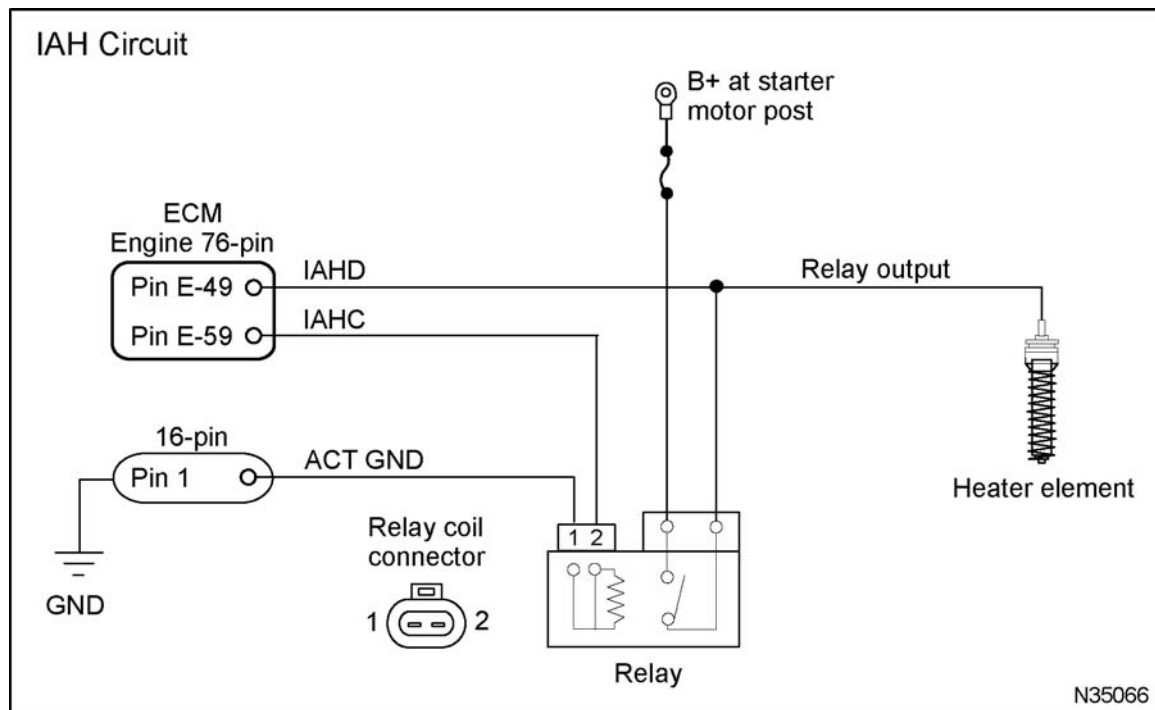 IAH Circuit
B+ at starter
motor post
ECM
Engine 76-pin
Pin E-49
IAHD
Relay output
Pin E-59
IAHC
16-pin
Pin 1
ACT GND
Heater element
Relay coil
connector
1 2
GND
1
2
Relay
N35066